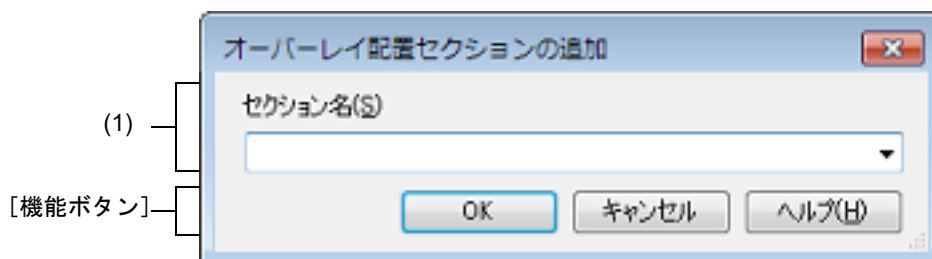 オーバーレイ配置セクションの追加
(1)
セクション名(S)
[機能ボタン]
OK
キャンセル
ヘルプ(H)